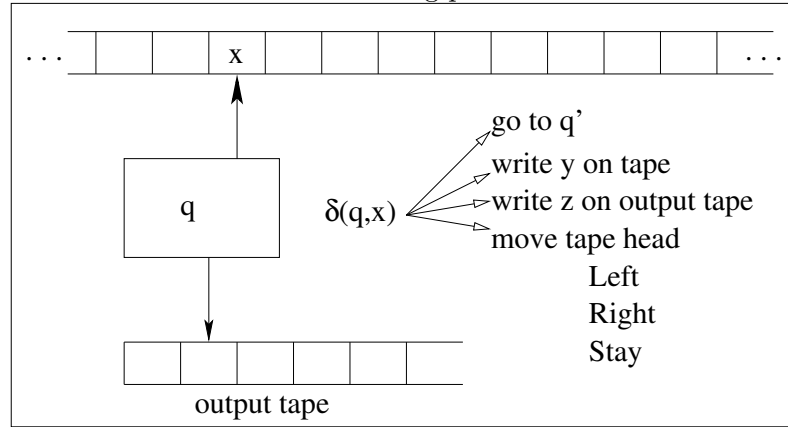 . . . x . . .
go to q'
write y on tape
q δ(q,x) write z on output tape
move tape head
Left
Right
Stay
output tape